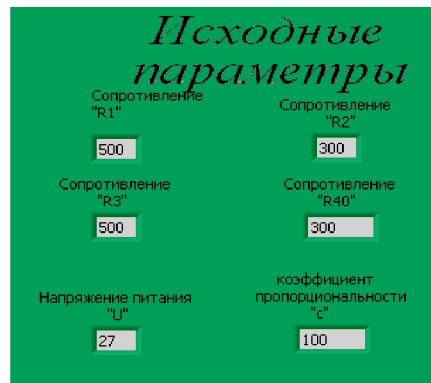 Исходные
параметры
Сопротивление
"R1"
500
Сопротивление
"R2"
300
Сопротивление
"R3"
500
Сопротивление
"R40"
300
Напряжение питания
"U"
27
коэффициент
пропорциональности
"c"
100